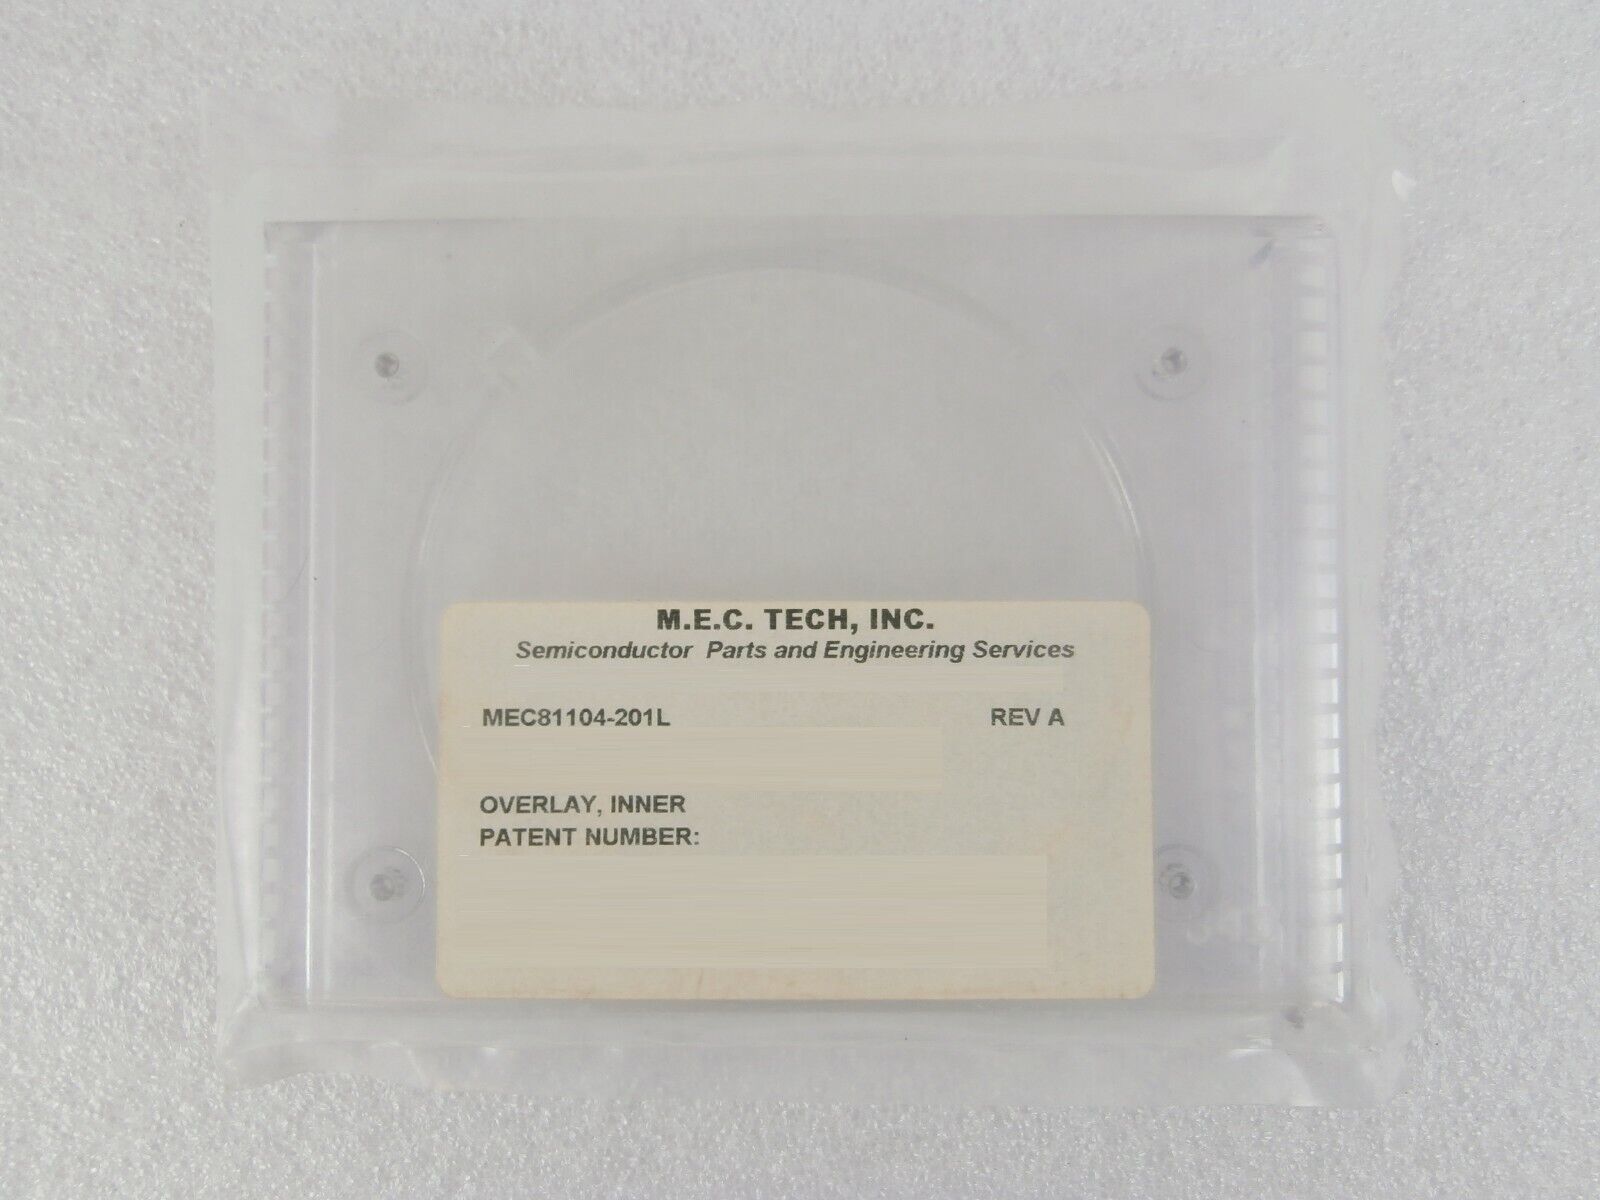 M.E.C. TECH, INC.
Semiconductor Parts and Engineering Services
MEC81104-201L REV A
OVERLAY, INNER
PATENT NUMBER: